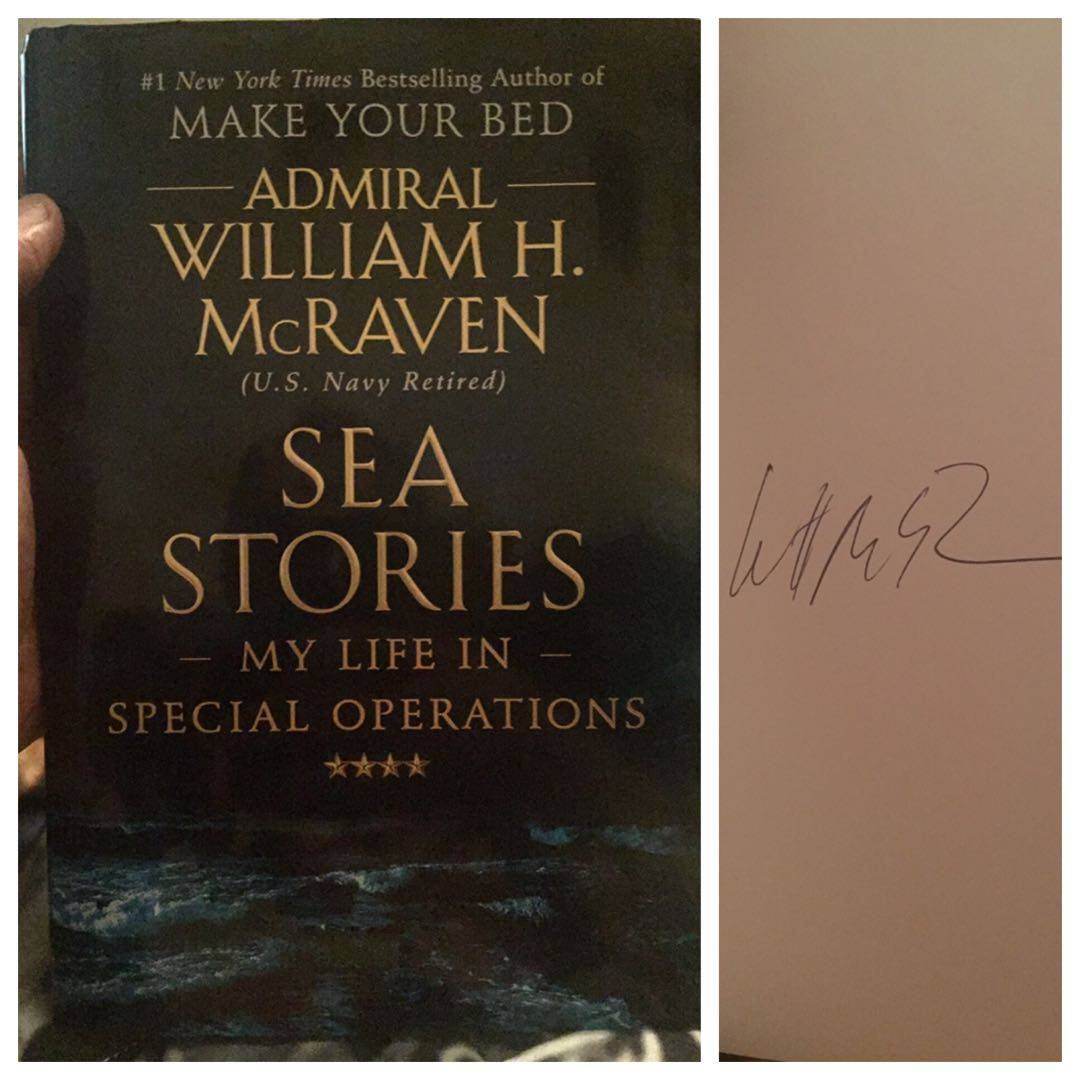 #1 New York Times Bestselling Author of
MAKE YOUR BED
ADMIRAL
WILLIAM H.
McRAVEN
(U.S. Navy Retired)
SEA
STORIES
— MY LIFE IN —
SPECIAL OPERATIONS